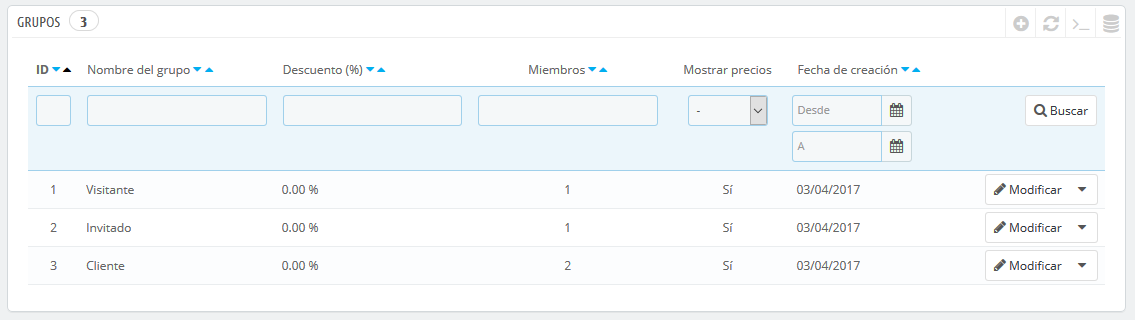 GRUPOS 3
ID Nombre del grupo Descuento (%) Miembros Mostrar precios Fecha de creación
- Desde Buscar
A
1 Visitante 0.00 % 1 Sí 03/04/2017 Modificar
2 Invitado 0.00 % 1 Sí 03/04/2017 Modificar
3 Cliente 0.00 % 2 Sí 03/04/2017 Modificar